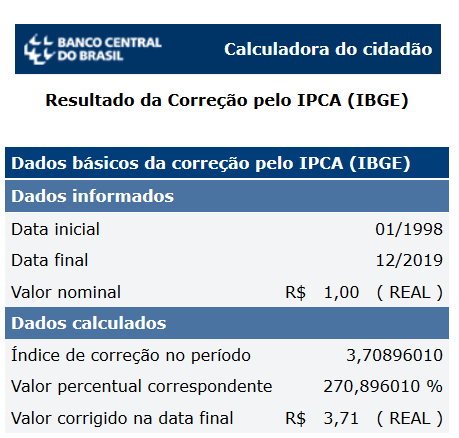 BANCO CENTRAL
DO BRASIL
Calculadora do cidadão
Resultado da Correção pelo IPCA (IBGE)
Dados básicos da correção pelo IPCA (IBGE)
Dados informados
Data inicial 01/1998
Data final 12/2019
Valor nominal R$ 1,00 ( REAL )
Dados calculados
Índice de correção no período 3,70896010
Valor percentual correspondente 270,896010 %
Valor corrigido na data final R$ 3,71 ( REAL )